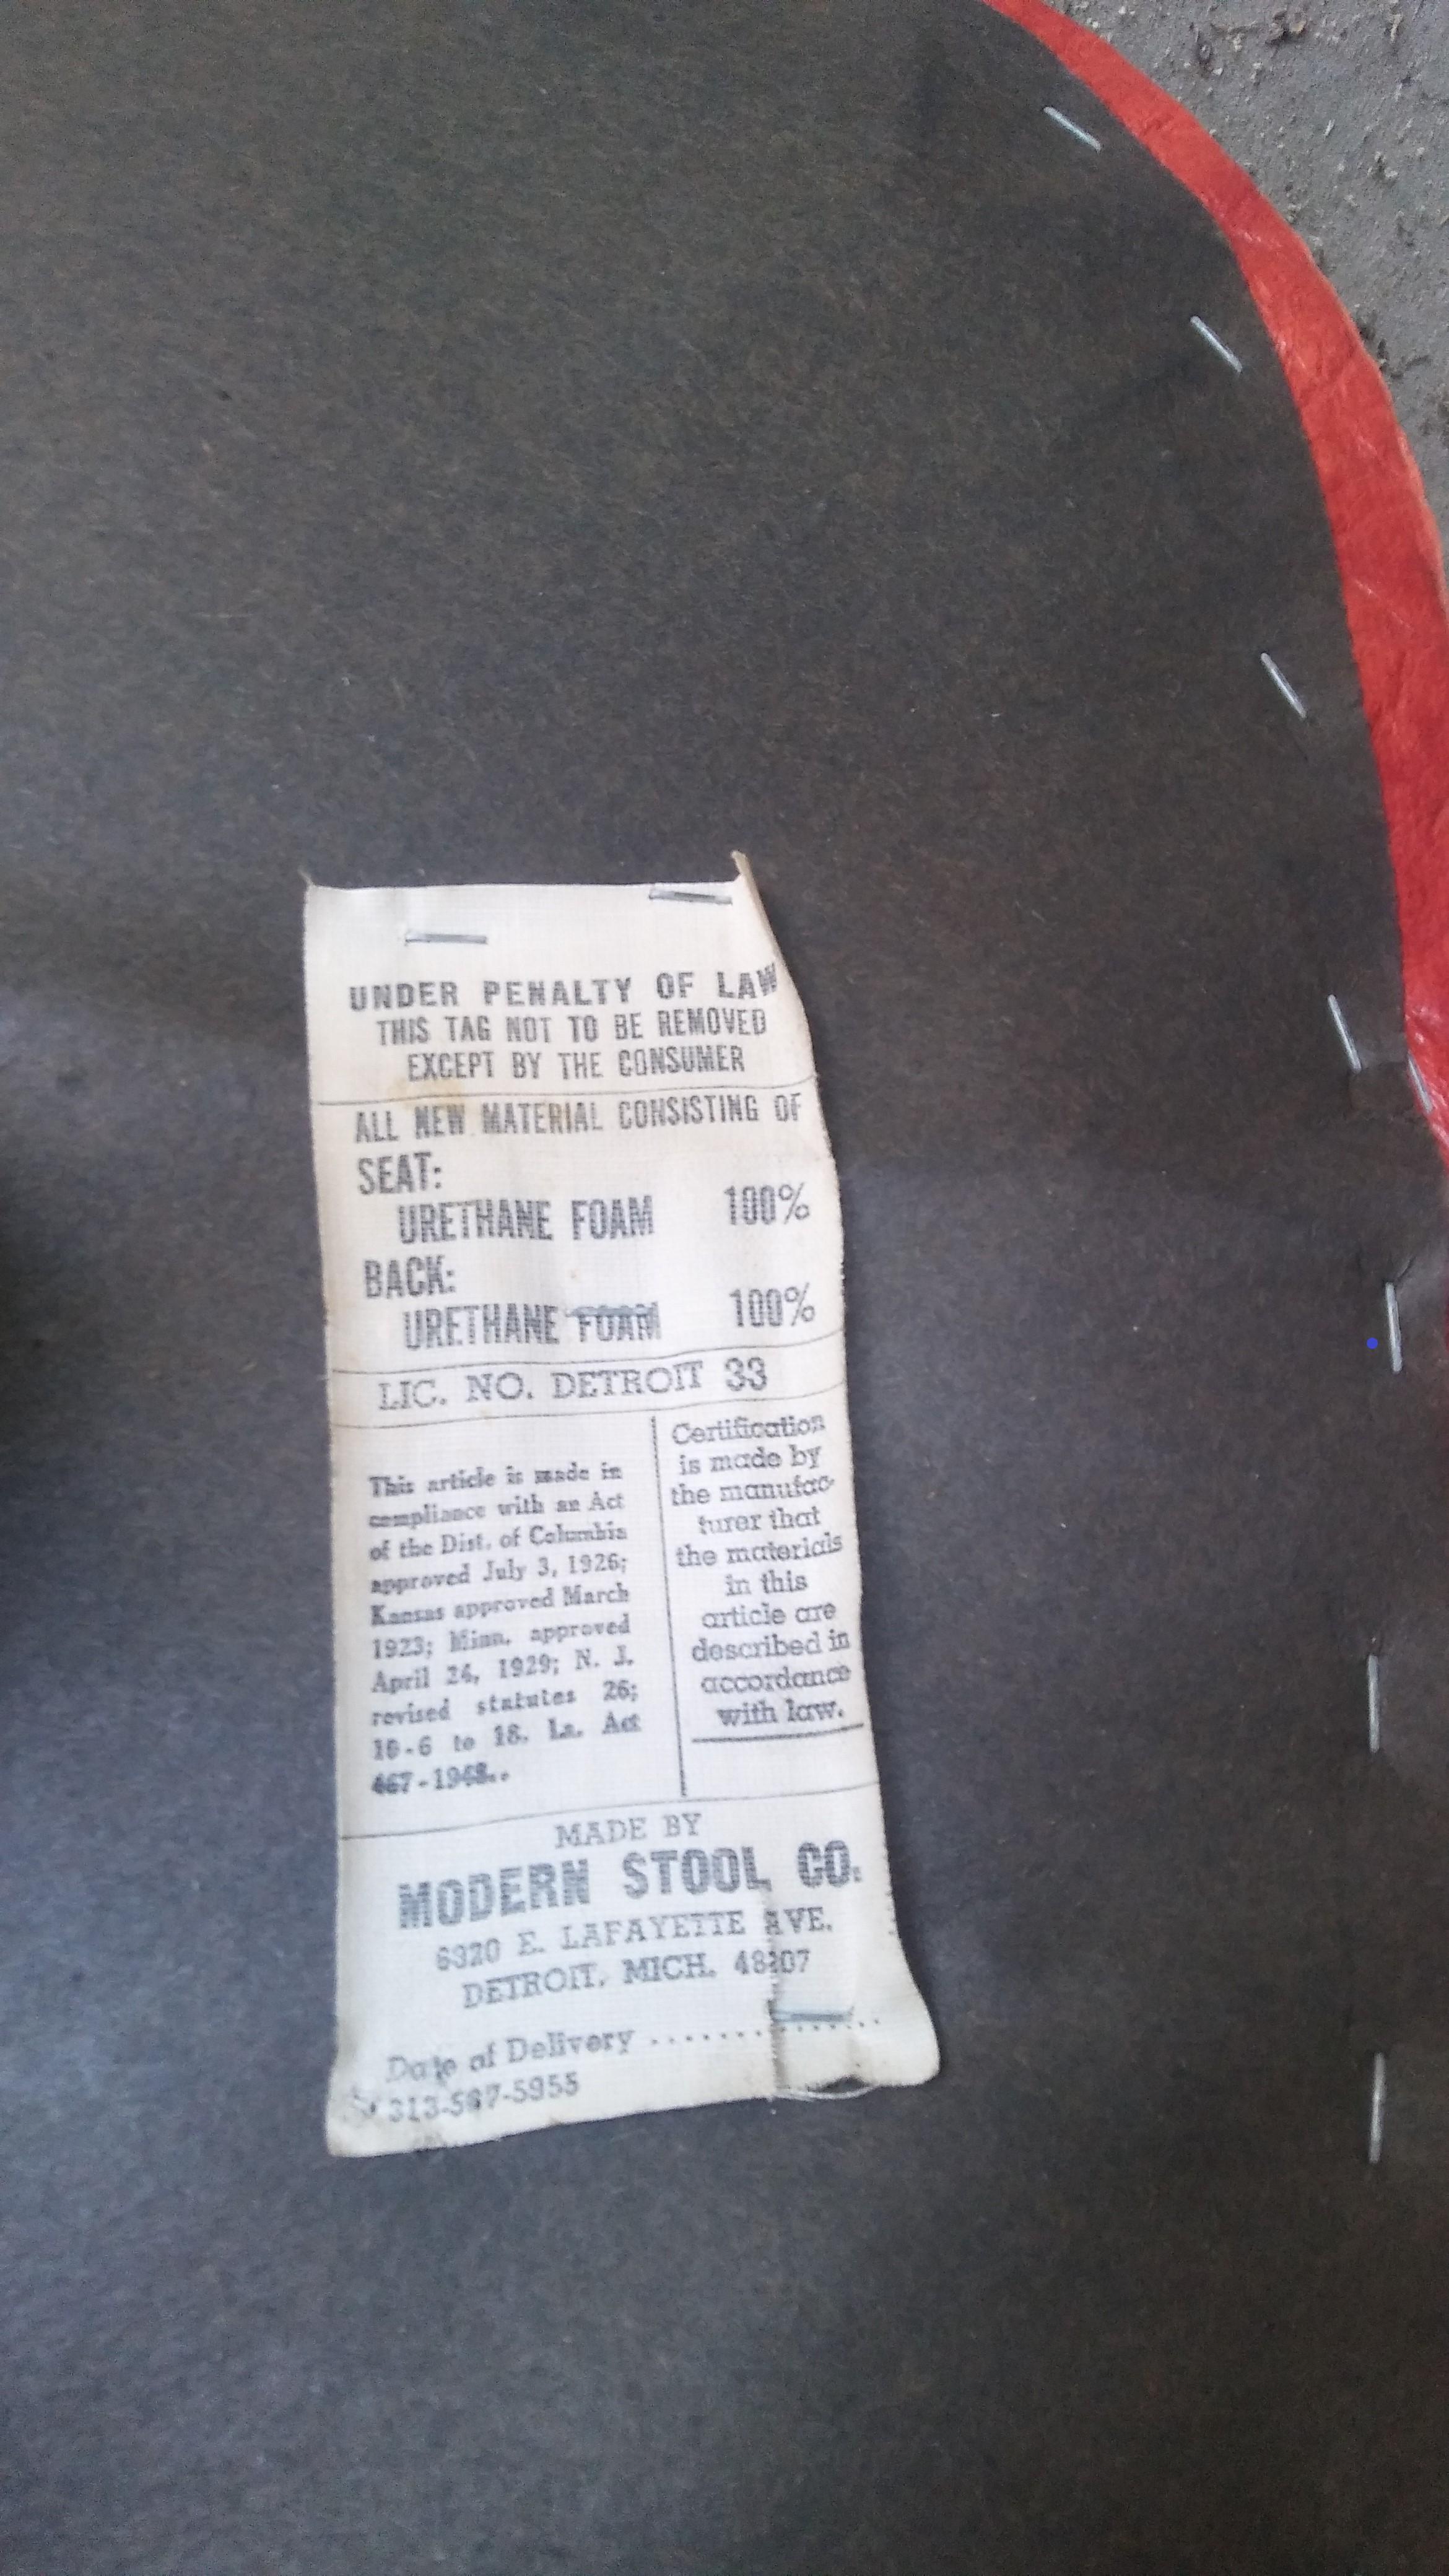 UNDER PENALTY OF LAW
THIS TAG NOT TO BE REMOVED
EXCEPT BY THE CONSUMER
ALL NEW MATERIAL CONSISTING OF
SEAT:
URETHANE FOAM 100%
BACK:
URETHANE FOAM 100%
LIC. NO. DETROIT 33
This article is made in
compliance with an Act
of the Dist. of Columbia
approved July 3, 1926;
Kansas approved March
1923; Minn. approved
April 24, 1929; N. J.
revised statutes 26;
10-6 to 18. La. Act
467-1948..
Certification
is made by
the manufac-
turer that
the materials
in this
article are
described in
accordance
with law.
MADE BY
MODERN STOOL CO.
6320 E. LAFAYETTE AVE.
DETROIT, MICH. 48207
Date of Delivery ...............
313-567-5955